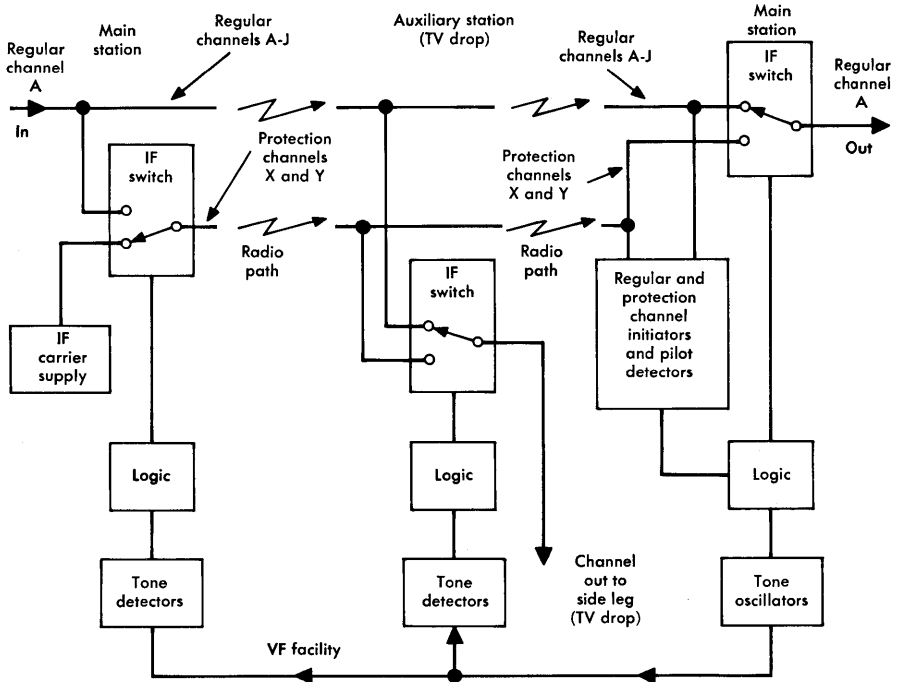 Main
station
Regular
channels A-J
Auxiliary station
(TV drop)
Regular
channels A-J
Main
station
Regular
channel
A
In
IF
switch
Regular
channel
A
Out
Protection
channels
X and Y
Protection
channels
X and Y
IF
switch
Radio
path
Radio
path
IF
switch
Regular and
protection
channel
initiators
and pilot
detectors
IF
carrier
supply
Logic
Logic
Logic
Tone
detectors
Tone
detectors
Channel
out to
side leg
(TV drop)
Tone
oscillators
VF facility